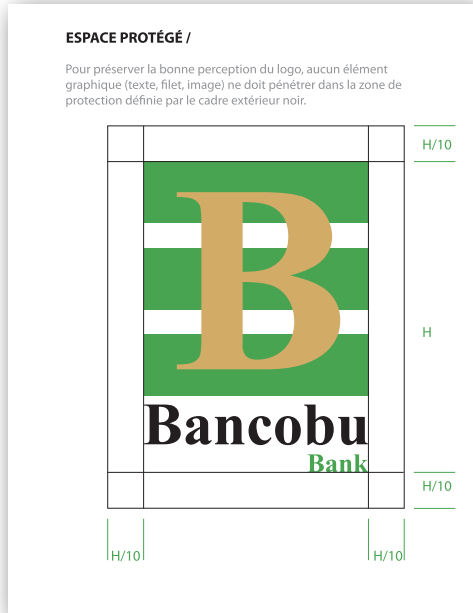 ESPACE PROTÉGÉ /
Pour préserver la bonne perception du logo, aucun élément
graphique (texte, filet, image) ne doit pénétrer dans la zone de
protection définie par le cadre extérieur noir.
H/10
B
H
Bancobu
Bank
H/10
H/10 H/10